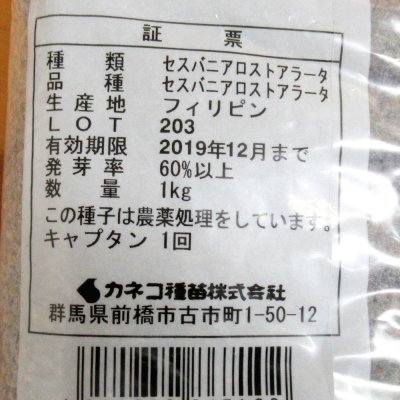 証 票
種 類 セスバニアロストアラータ
品 種 セスバニアロストアラータ
生産地 フィリピン
LOT 203
有効期限 2019年12月まで
発芽率 60%以上
数 量 1kg
この種子は農薬処理をしています。
キャプタン 1回
カネコ種苗株式会社
群馬県前橋市古市町1-50-12